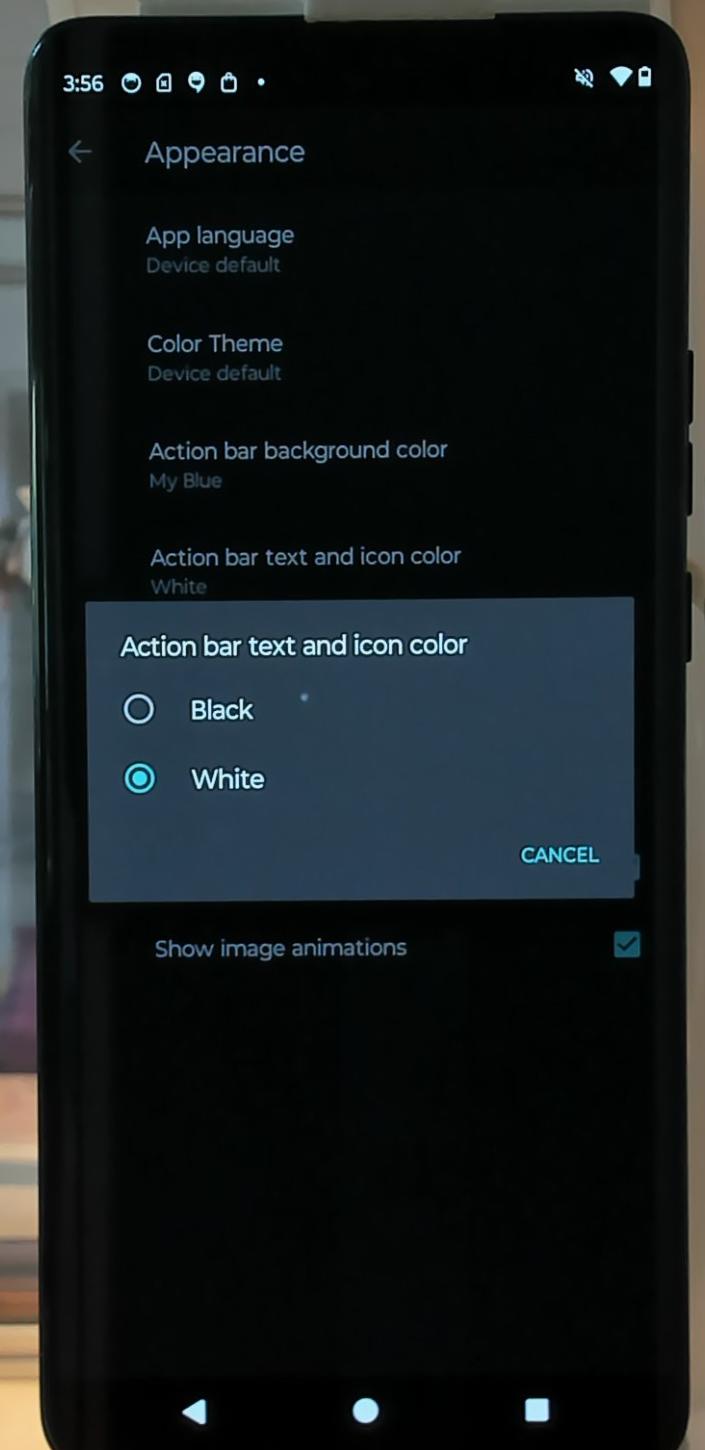 3:56
Appearance
App language
Device default
Color Theme
Device default
Action bar background color
My Blue
Action bar text and icon color
White
Action bar text and icon color
Black
White
CANCEL
Show image animations